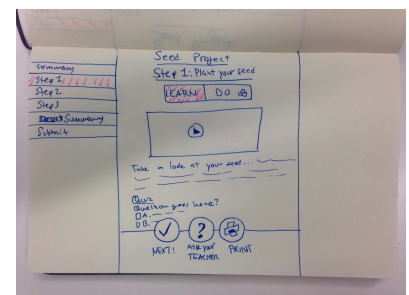 Summary
Step 1
Step 2
Step 3
Summary
Submit
Seed Project
Step 1: Plant your seed
LEARN
DO
Take a look at your seed...
Quiz
Question goes here?
A.
B.
?
NEXT!
ASK YOUR
TEACHER
PRINT